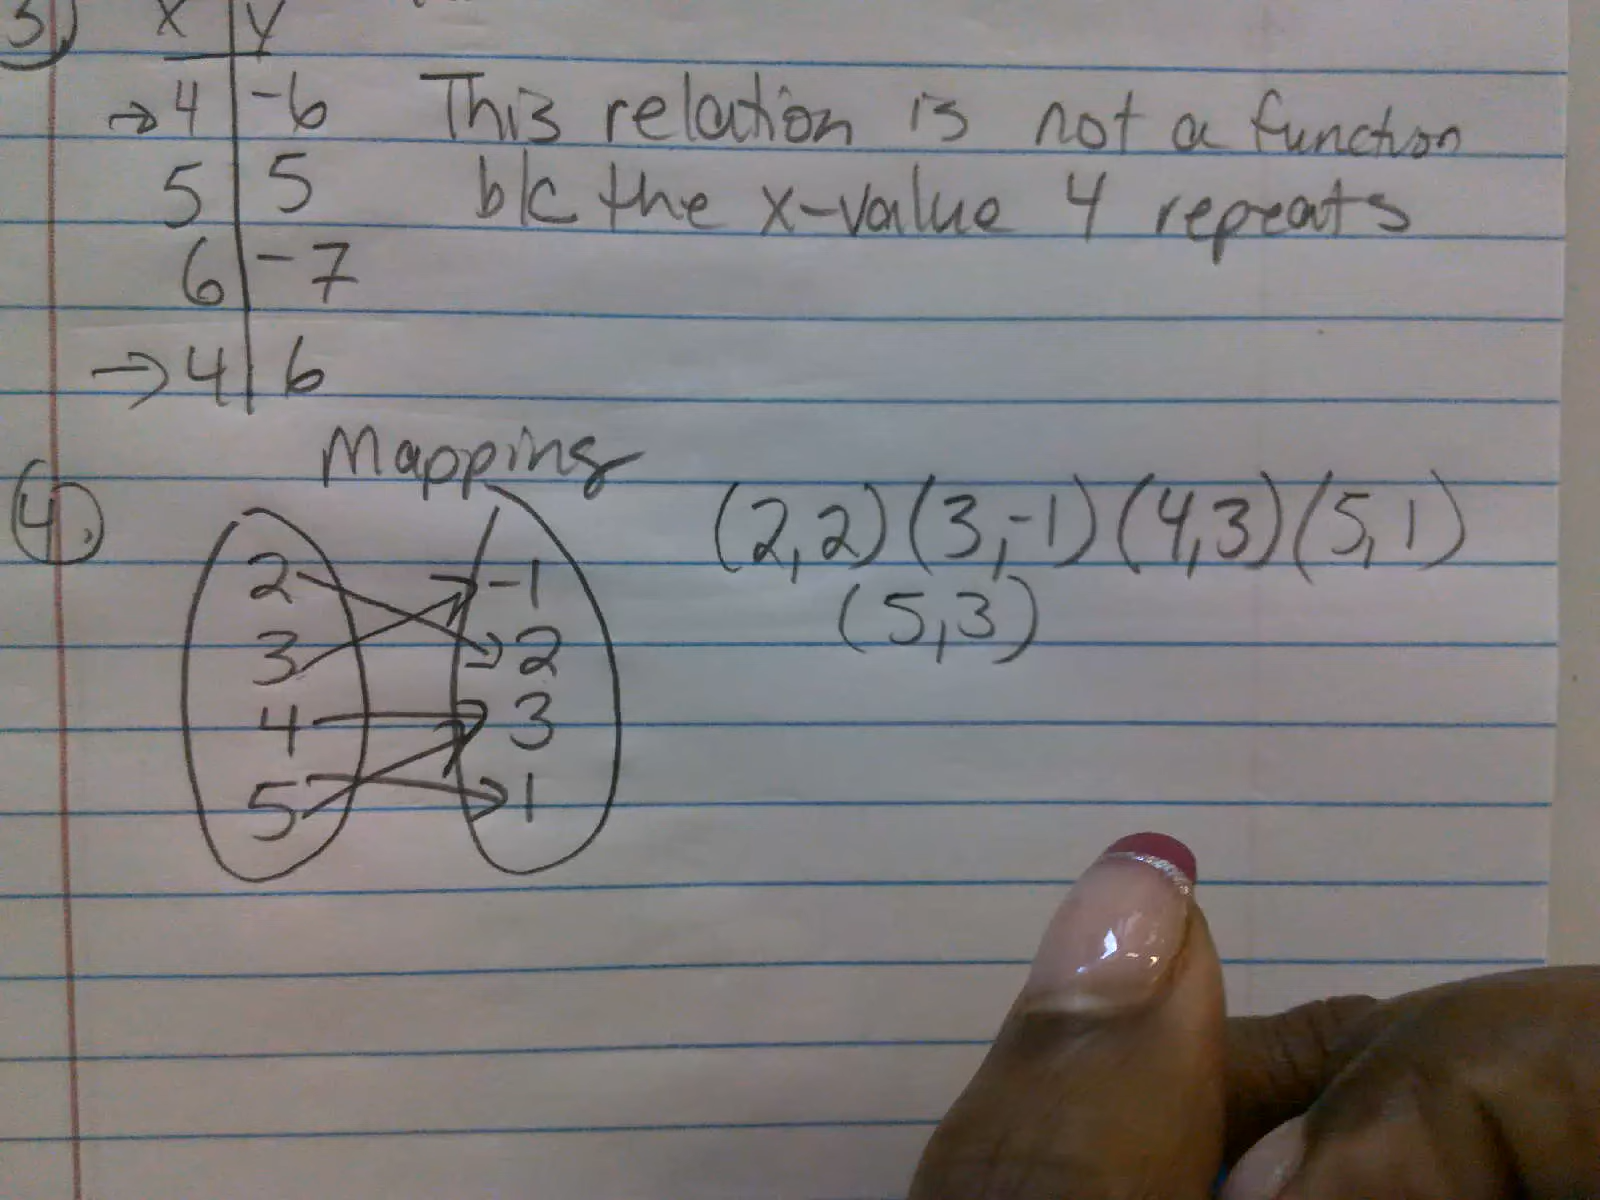 3.) x y
→ 4 -6 This relation is not a function
5 5 b/c the x-value 4 repeats
6 -7
→ 4 6
Mapping
4. (2,2) (3,-1) (4,3) (5,1)
(5,3)
2 -1
3 2
4 3
5 1